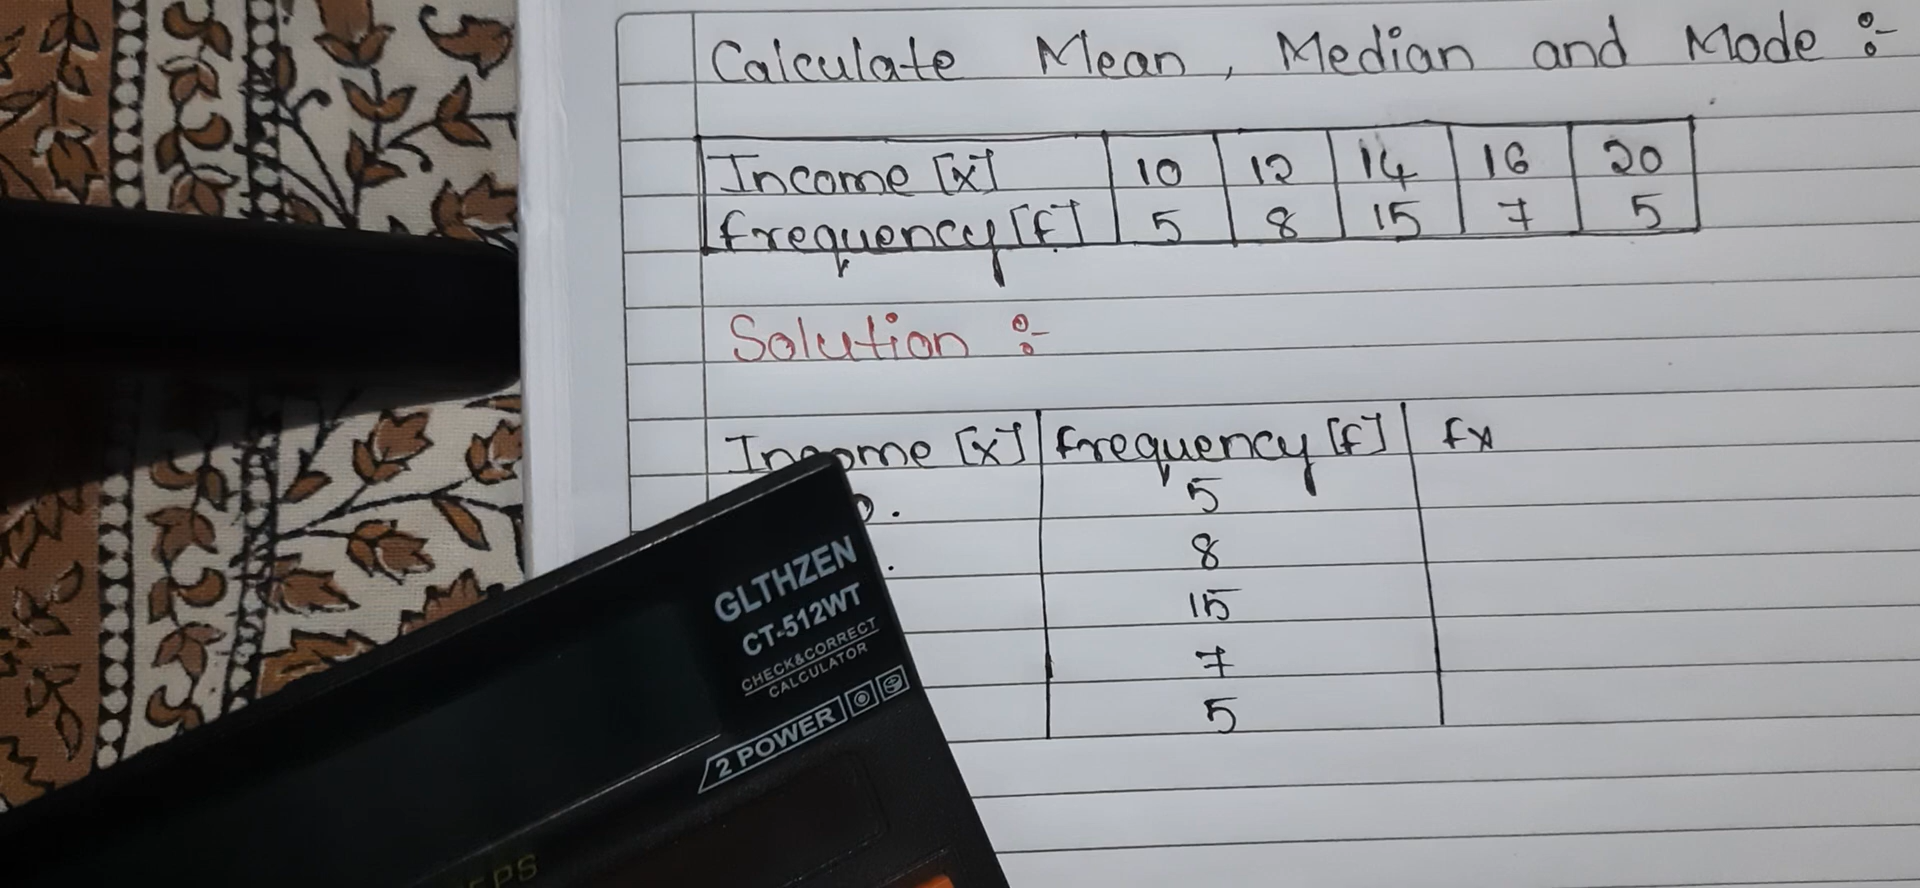 Calculate Mean, Median and Mode :-
Income [x] 10 12 14 16 20
frequency [f] 5 8 15 7 5
Solution :-
Income [x] frequency [f] fx
5
8
15
7
5
GLTHZEN
CT-512WT
CHECK&CORRECT
CALCULATOR
2 POWER